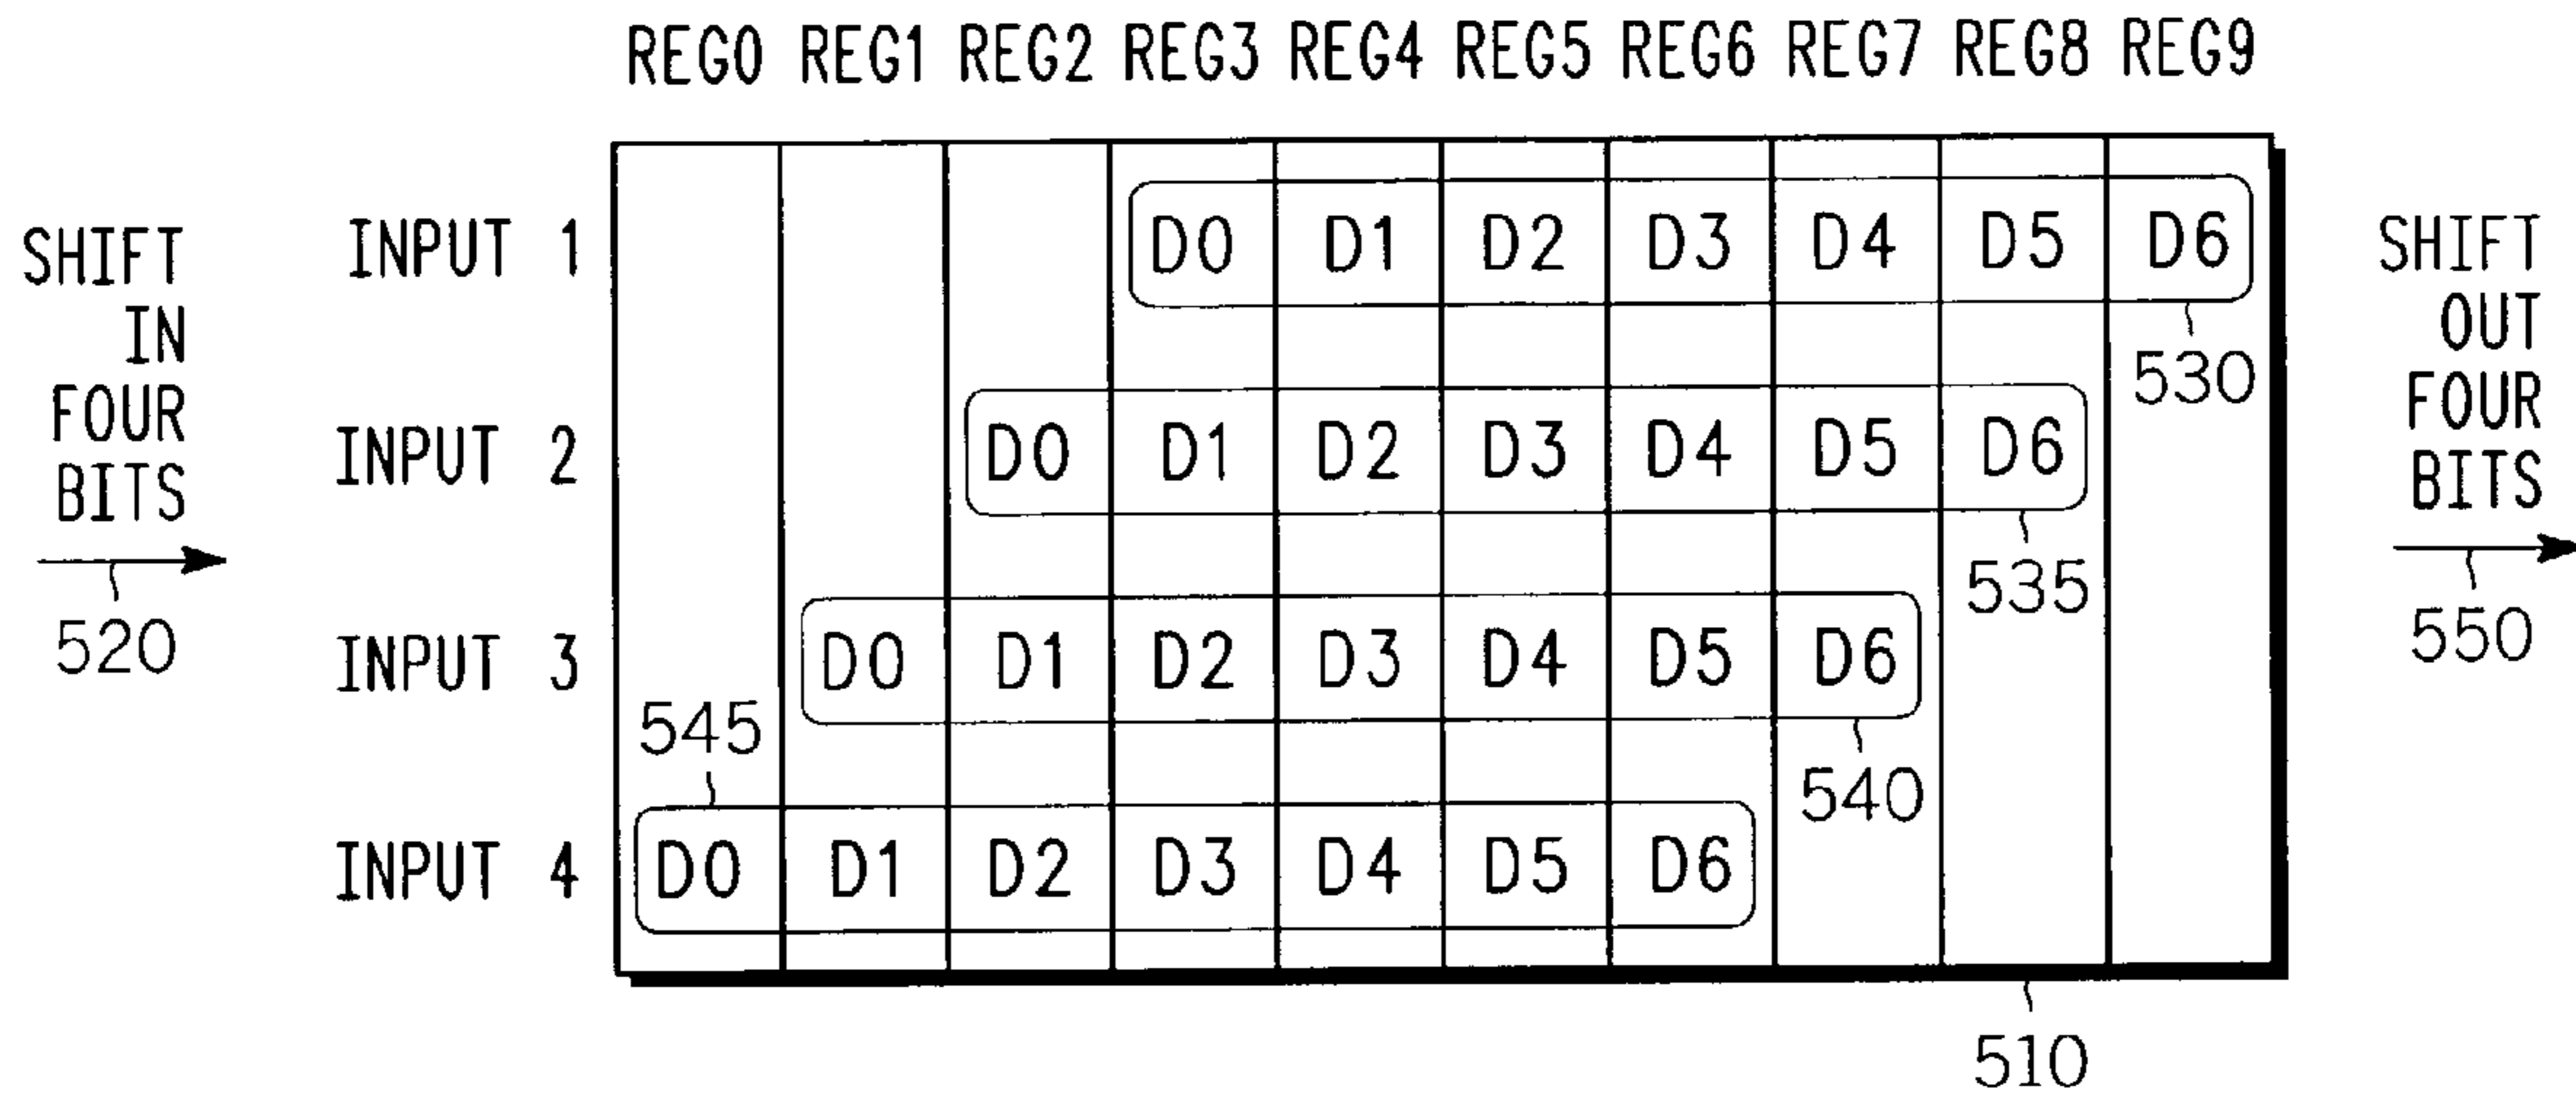 REG0 REG1 REG2 REG3 REG4 REG5 REG6 REG7 REG8 REG9
SHIFT
IN
FOUR
BITS
520
INPUT 1 D0 D1 D2 D3 D4 D5 D6
530
INPUT 2 D0 D1 D2 D3 D4 D5 D6
535
INPUT 3 D0 D1 D2 D3 D4 D5 D6
540
545
INPUT 4 D0 D1 D2 D3 D4 D5 D6
510
SHIFT
OUT
FOUR
BITS
550